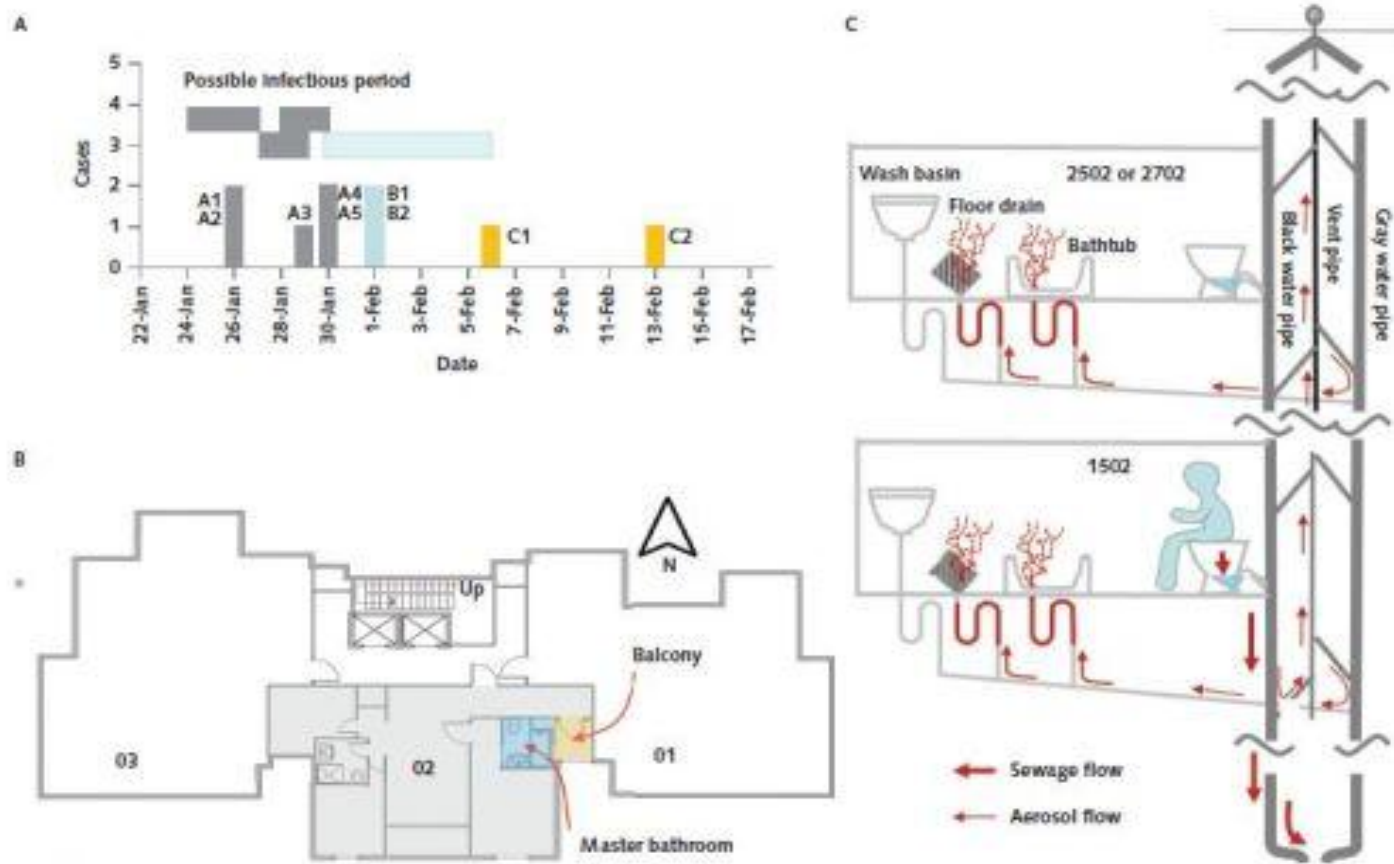 A
5
4
3
2
1
0
Cases
Possible infectious period
A1
A2
A3
A4
A5
B1
B2
C1
C2
22-Jan
24-Jan
26-Jan
28-Jan
30-Jan
1-Feb
3-Feb
5-Feb
7-Feb
9-Feb
11-Feb
13-Feb
15-Feb
17-Feb
Date
B
Up
N
Balcony
03
02
01
Master bathroom
C
Wash basin
2502 or 2702
Floor drain
Bathtub
Black water pipe
Vent pipe
Gray water pipe
1502
Sewage flow
Aerosol flow